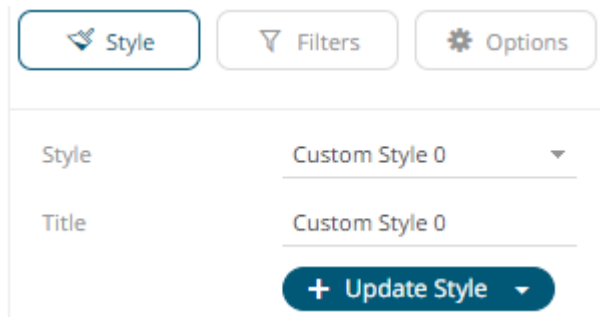 Style Filters Options
Style Custom Style 0
Title Custom Style 0
+ Update Style